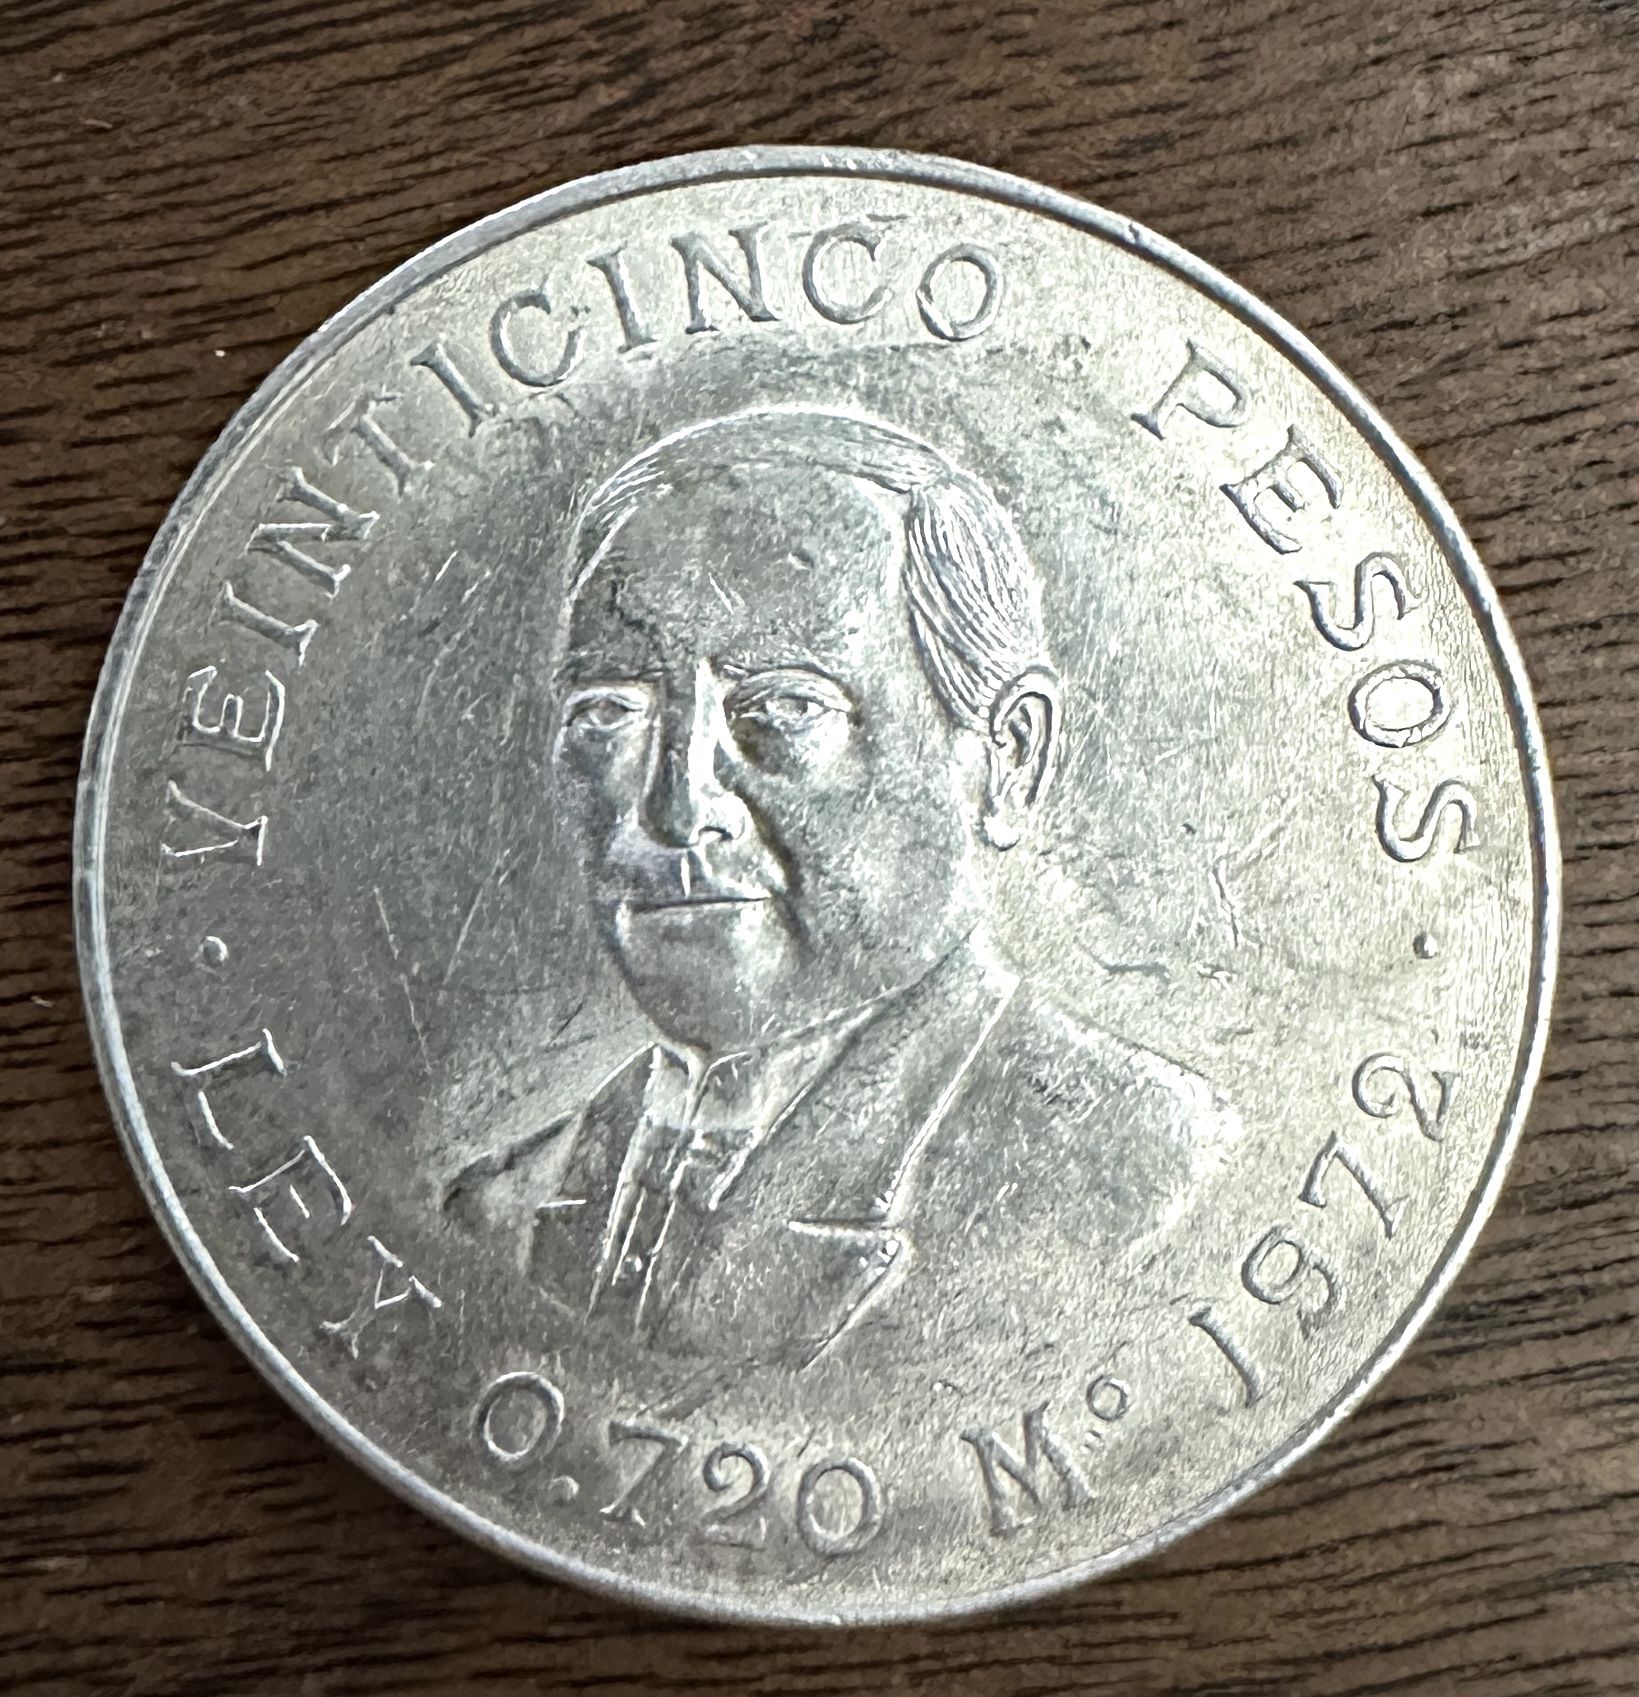 · VEINTICINCO PESOS ·
LEY 0.720 Mº 1972